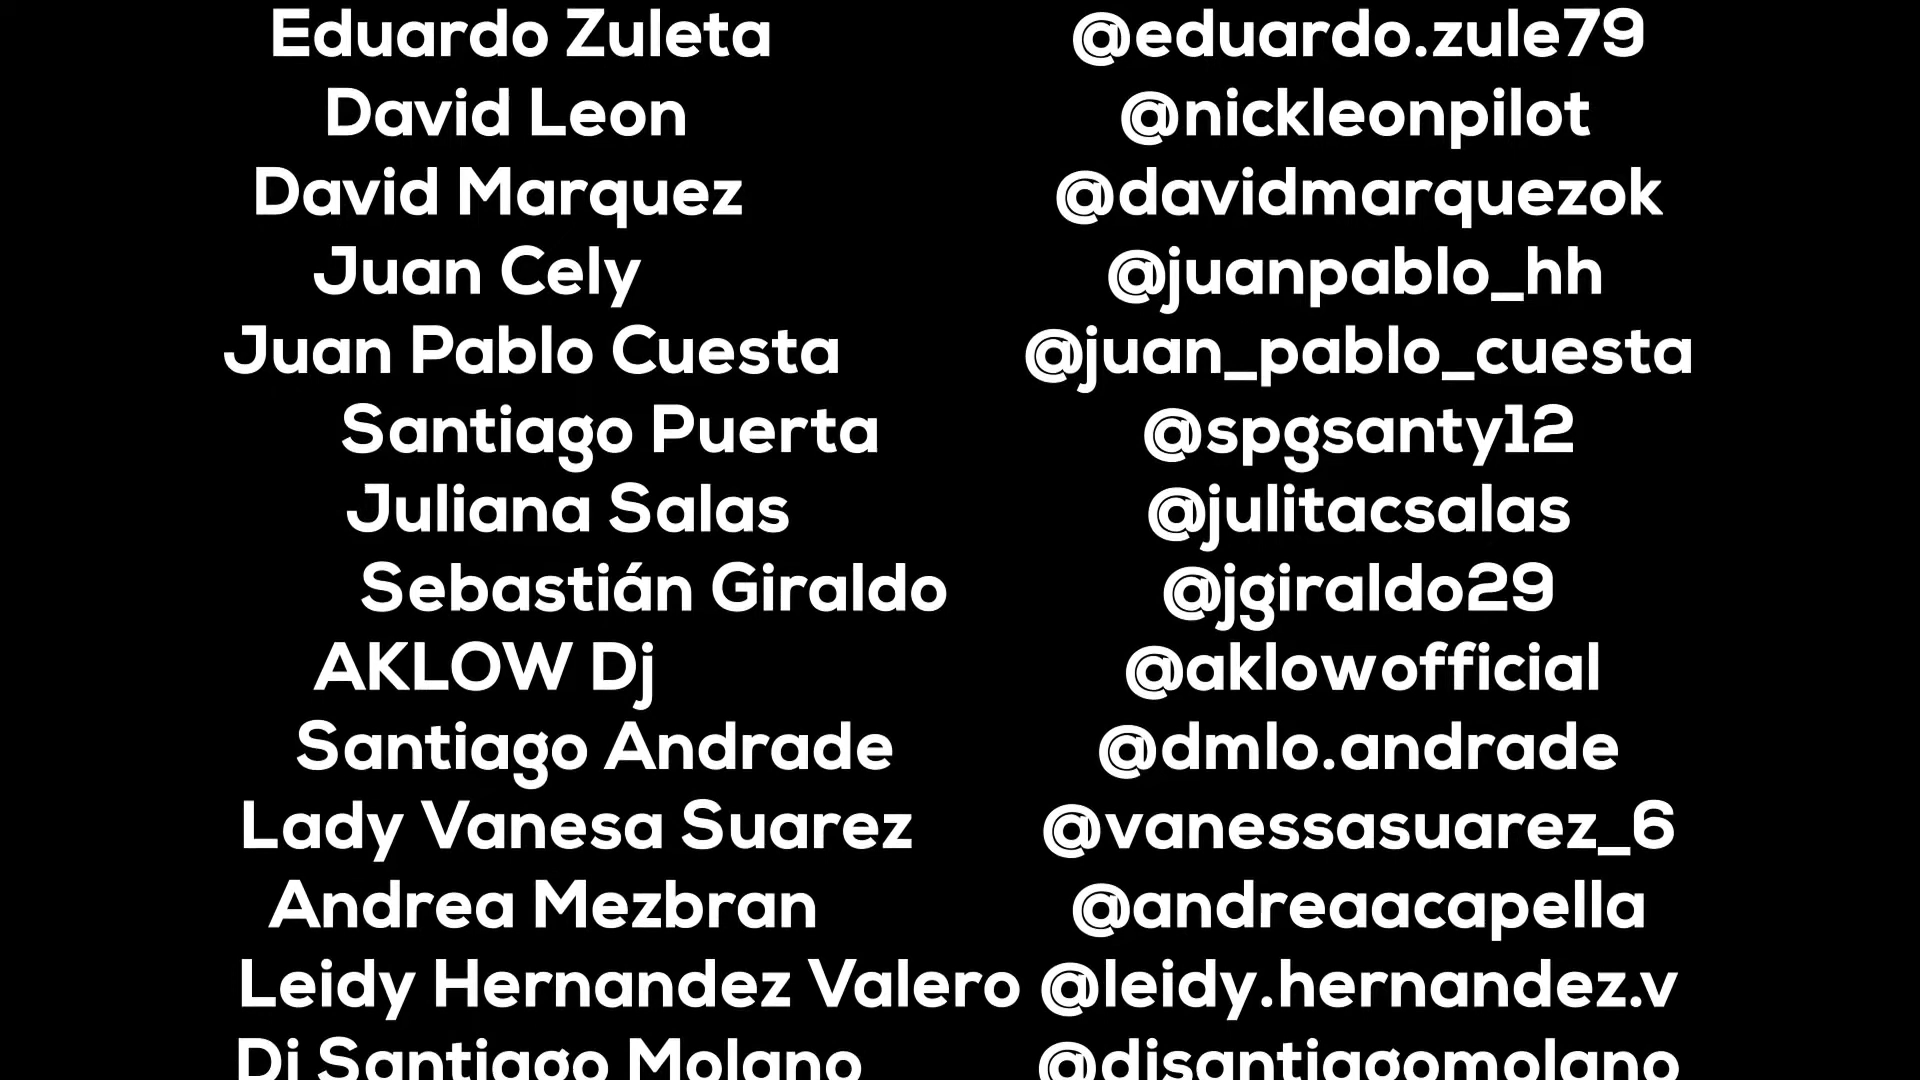 Eduardo Zuleta @eduardo.zule79
David Leon @nickleonpilot
David Marquez @davidmarquezok
Juan Cely @juanpablo_hh
Juan Pablo Cuesta @juan_pablo_cuesta
Santiago Puerta @spgsanty12
Juliana Salas @julitacsalas
Sebastián Giraldo @jgiraldo29
AKLOW Dj @aklowofficial
Santiago Andrade @dmlo.andrade
Lady Vanesa Suarez @vanessasuarez_6
Andrea Mezbran @andreaacapella
Leidy Hernandez Valero @leidy.hernandez.v
Dj Santiago Molano @djsantiagomolano